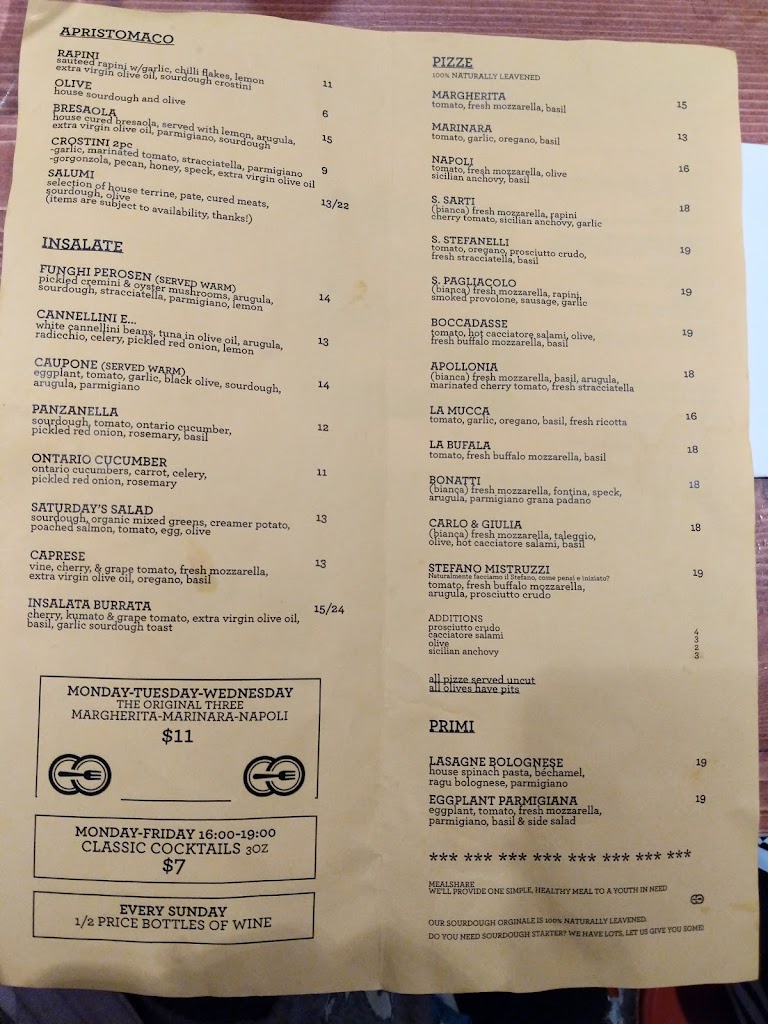 APRISTOMACO
RAPINI
sauteed rapini w/garlic, chilli flakes, lemon
extra virgin olive oil, sourdough crostini 11
OLIVE
house sourdough and olive 6
BRESAOLA
house cured bresaola, served with lemon, arugula,
extra virgin olive oil, parmigiano, sourdough 15
CROSTINI 2pc
-garlic, marinated tomato, stracciatella, parmigiano 9
-gorgonzola, pecan, honey, speck, extra virgin olive oil
SALUMI
selection of house terrine, pate, cured meats, 13/22
sourdough, olive
(items are subject to availability, thanks!)
INSALATE
FUNGHI PEROSEN (SERVED WARM)
pickled cremini & oyster mushrooms, arugula, 14
sourdough, stracciatella, parmigiano, lemon
CANNELLINI E...
white cannellini beans, tuna in olive oil, arugula, 13
radicchio, celery, pickled red onion, lemon
CAUPONE (SERVED WARM)
eggplant, tomato, garlic, black olive, sourdough, 14
arugula, parmigiano
PANZANELLA
sourdough, tomato, ontario cucumber, 12
pickled red onion, rosemary, basil
ONTARIO CUCUMBER
ontario cucumbers, carrot, celery, 11
pickled red onion, rosemary
SATURDAY'S SALAD
sourdough, organic mixed greens, creamer potato, 13
poached salmon, tomato, egg, olive
CAPRESE
vine, cherry, & grape tomato, fresh mozzarella, 13
extra virgin olive oil, oregano, basil
INSALATA BURRATA 15/24
cherry, kumato & grape tomato, extra virgin olive oil,
basil, garlic sourdough toast
MONDAY-TUESDAY-WEDNESDAY
THE ORIGINAL THREE
MARGHERITA-MARINARA-NAPOLI
$11
MONDAY-FRIDAY 16:00-19:00
CLASSIC COCKTAILS 3OZ
$7
EVERY SUNDAY
1/2 PRICE BOTTLES OF WINE
PIZZE
100% NATURALLY LEAVENED
MARGHERITA 15
tomato, fresh mozzarella, basil
MARINARA 13
tomato, garlic, oregano, basil
NAPOLI 16
tomato, fresh mozzarella, olive
sicilian anchovy, basil
S. SARTI 18
(bianca) fresh mozzarella, rapini
cherry tomato, sicilian anchovy, garlic
S. STEFANELLI 19
tomato, oregano, prosciutto crudo,
fresh stracciatella, basil
S. PAGLIACOLO 19
(bianca) fresh mozzarella, rapini,
smoked provolone, sausage, garlic
BOCCADASSE 19
tomato, hot cacciatore salami, olive,
fresh buffalo mozzarella, basil
APOLLONIA 18
(bianca) fresh mozzarella, basil, arugula,
marinated cherry tomato, fresh stracciatella
LA MUCCA 16
tomato, garlic, oregano, basil, fresh ricotta
LA BUFALA 18
tomato, fresh buffalo mozzarella, basil
BONATTI 18
(bianca) fresh mozzarella, fontina, speck,
arugula, parmigiano grana padano
CARLO & GIULIA 18
(bianca) fresh mozzarella, taleggio,
olive, hot cacciatore salami, basil
STEFANO MISTRUZZI 19
Naturalmente facciamo il Stefano, come pensi e iniziato?
tomato, fresh buffalo mozzarella,
arugula, prosciutto crudo
ADDITIONS
prosciutto crudo 4
cacciatore salami 3
olive 2
sicilian anchovy 3
all pizze served uncut
all olives have pits
PRIMI
LASAGNE BOLOGNESE 19
house spinach pasta, béchamel,
ragu bolognese, parmigiano
EGGPLANT PARMIGIANA 19
eggplant, tomato, fresh mozzarella,
parmigiano, basil & side salad
*** *** *** *** *** *** *** ***
MEALSHARE
WE'LL PROVIDE ONE SIMPLE, HEALTHY MEAL TO A YOUTH IN NEED
OUR SOURDOUGH ORGINALE IS 100% NATURALLY LEAVENED.
DO YOU NEED SOURDOUGH STARTER? WE HAVE LOTS, LET US GIVE YOU SOME!